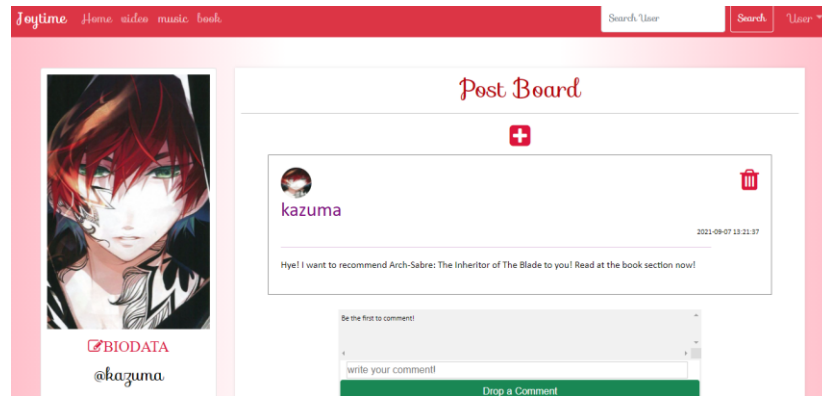 Joytime Home video music book Search User Search User
Post Board
kazuma
2021-09-07 13:21:37
Hye! I want to recommend Arch-Sabre: The Inheritor of The Blade to you! Read at the book section now!
Be the first to comment!
write your comment!
Drop a Comment
BIODATA
@kazuma